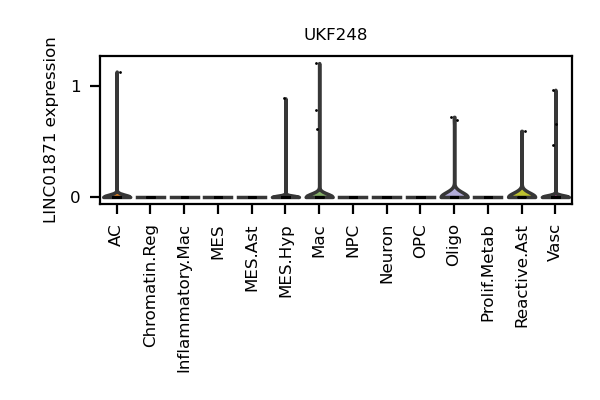 UKF248
LINC01871 expression
1
0
AC
Chromatin.Reg
Inflammatory.Mac
MES
MES.Ast
MES.Hyp
Mac
NPC
Neuron
OPC
Oligo
Prolif.Metab
Reactive.Ast
Vasc